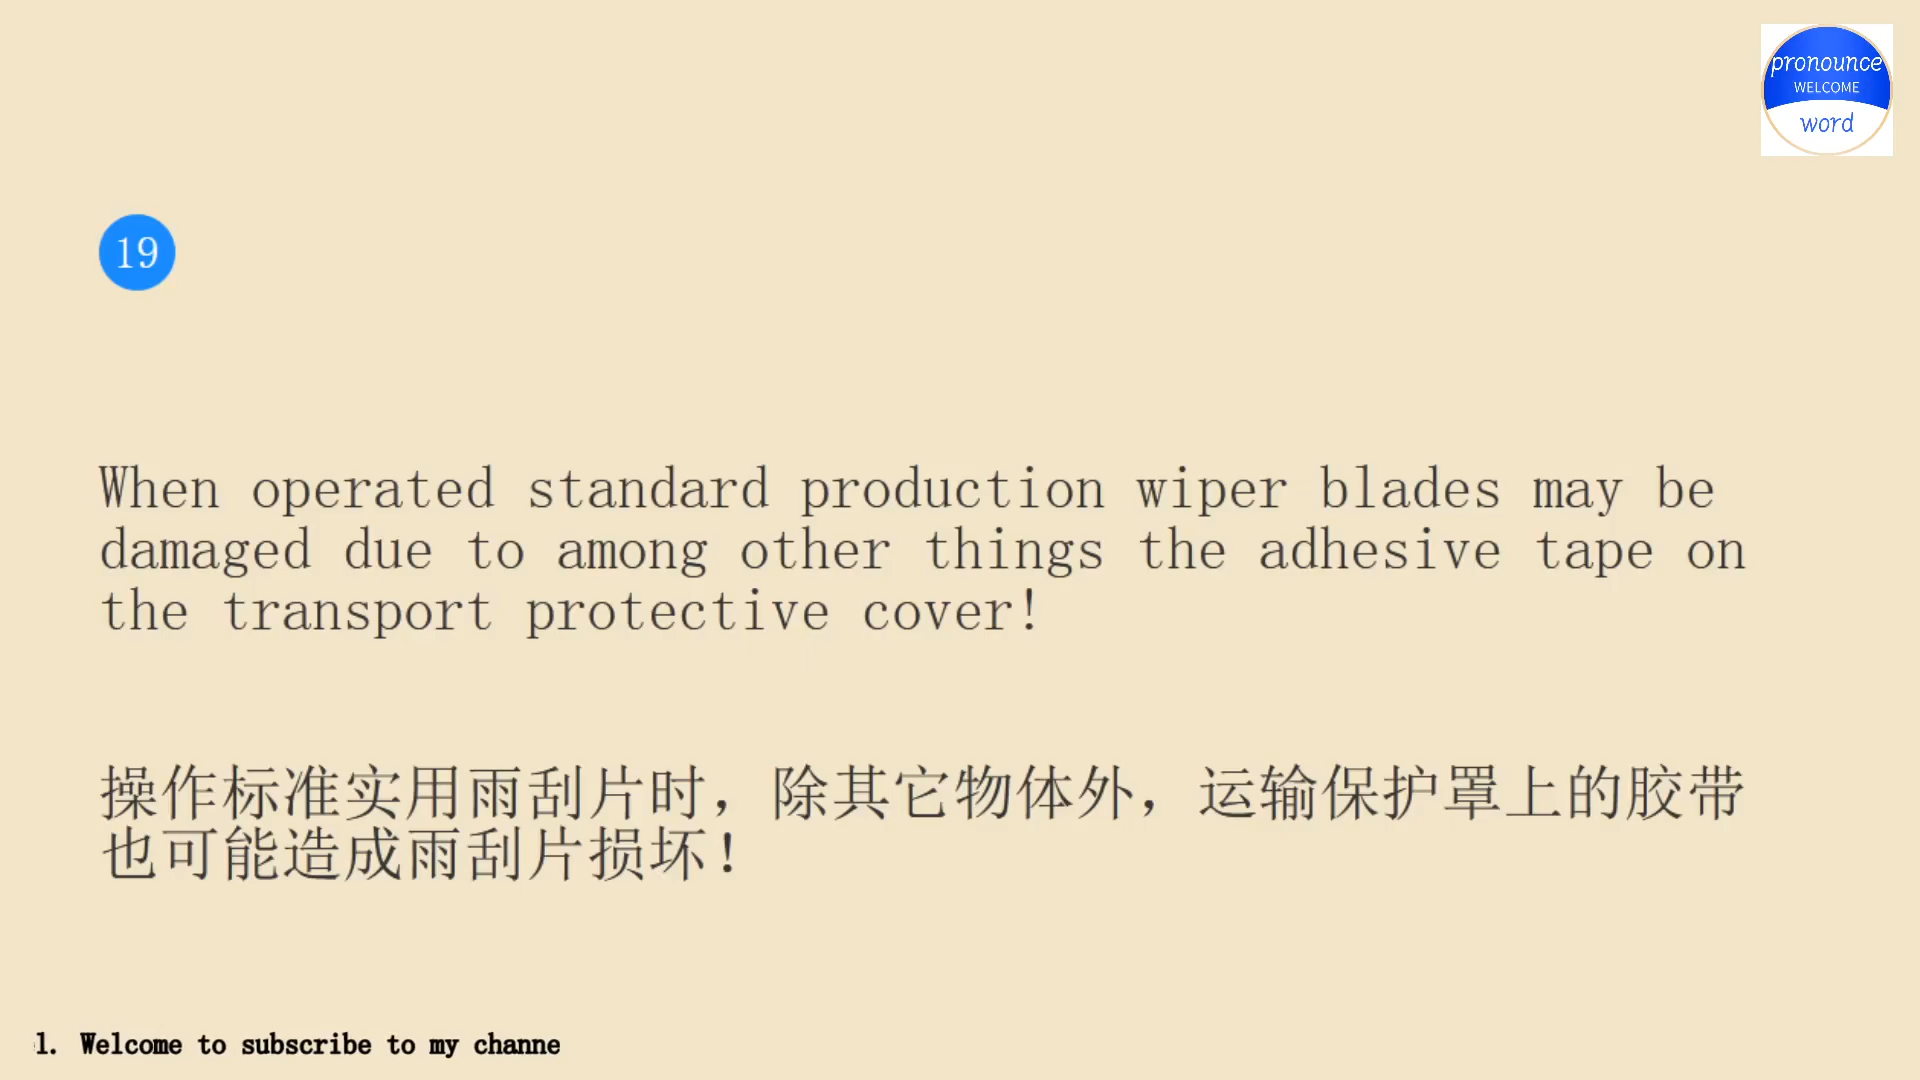 pronounce
WELCOME
word
19
When operated standard production wiper blades may be
damaged due to among other things the adhesive tape on
the transport protective cover!
操作标准实用雨刮片时，除其它物体外，运输保护罩上的胶带
也可能造成雨刮片损坏！
l. Welcome to subscribe to my channe